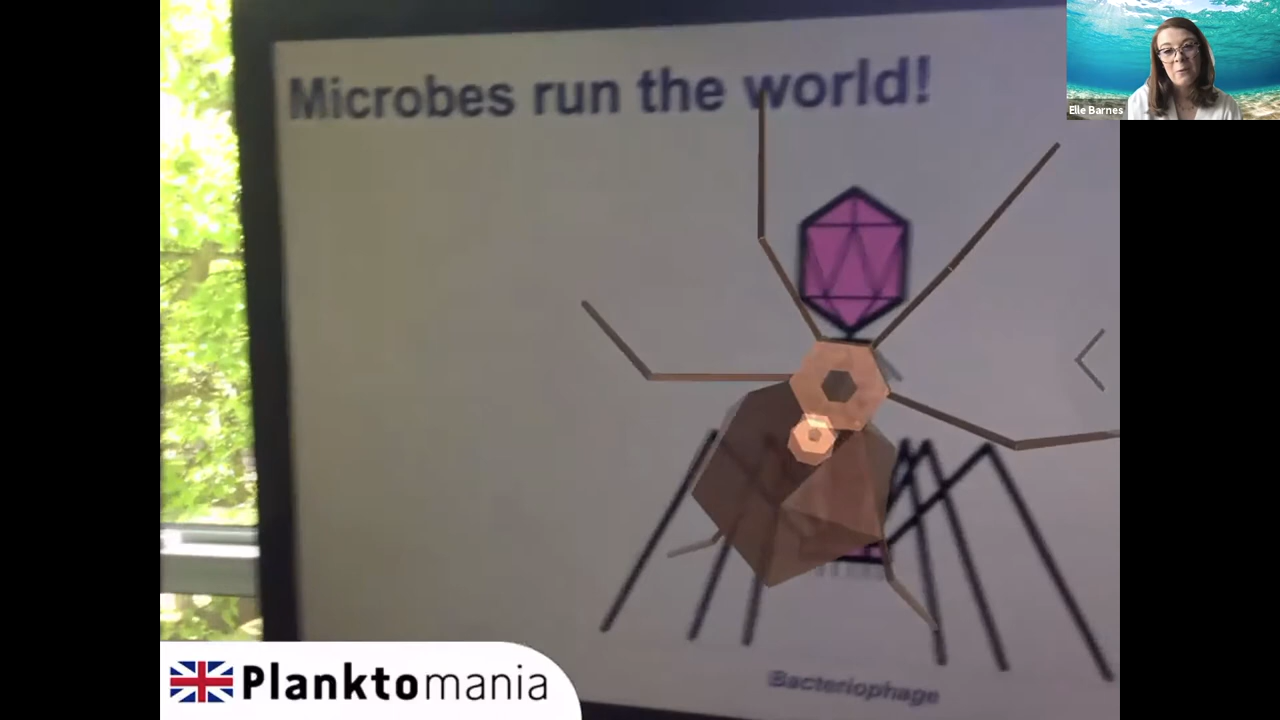 Microbes run the world!
Elle Barnes
Bacteriophage
Planktomania